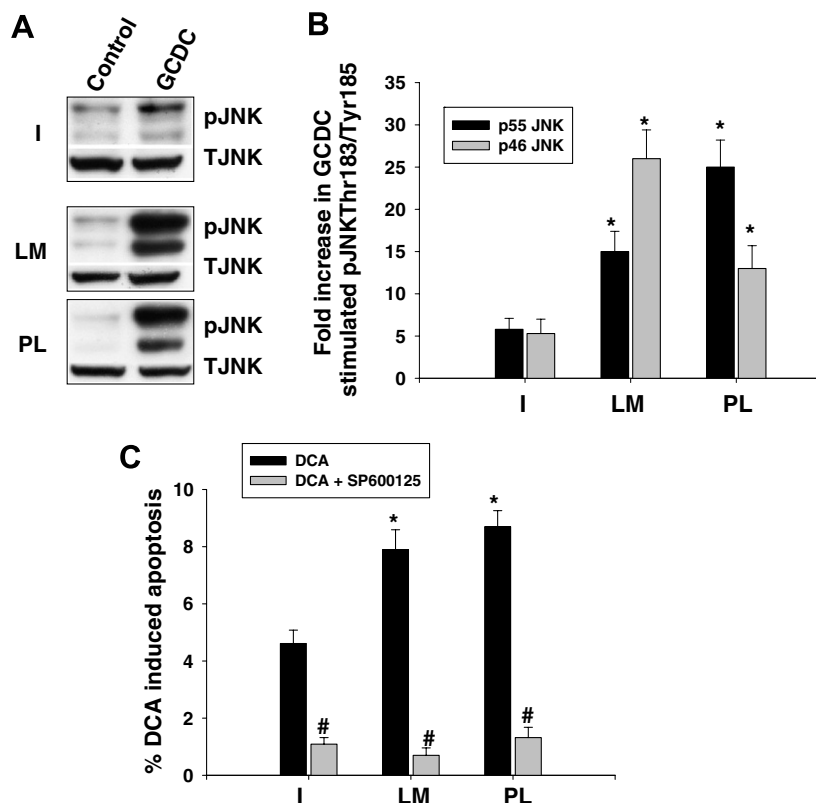 A
Control
GCDC
I
pJNK
TJNK
LM
pJNK
TJNK
PL
pJNK
TJNK
B
Fold increase in GCDC
stimulated pJNKThr183/Tyr185
35
30
25
20
15
10
5
0
p55 JNK
p46 JNK
*
*
*
*
I
LM
PL
C
DCA
DCA + SP600125
% DCA induced apoptosis
10
8
6
4
2
0
*
*
#
#
#
I
LM
PL